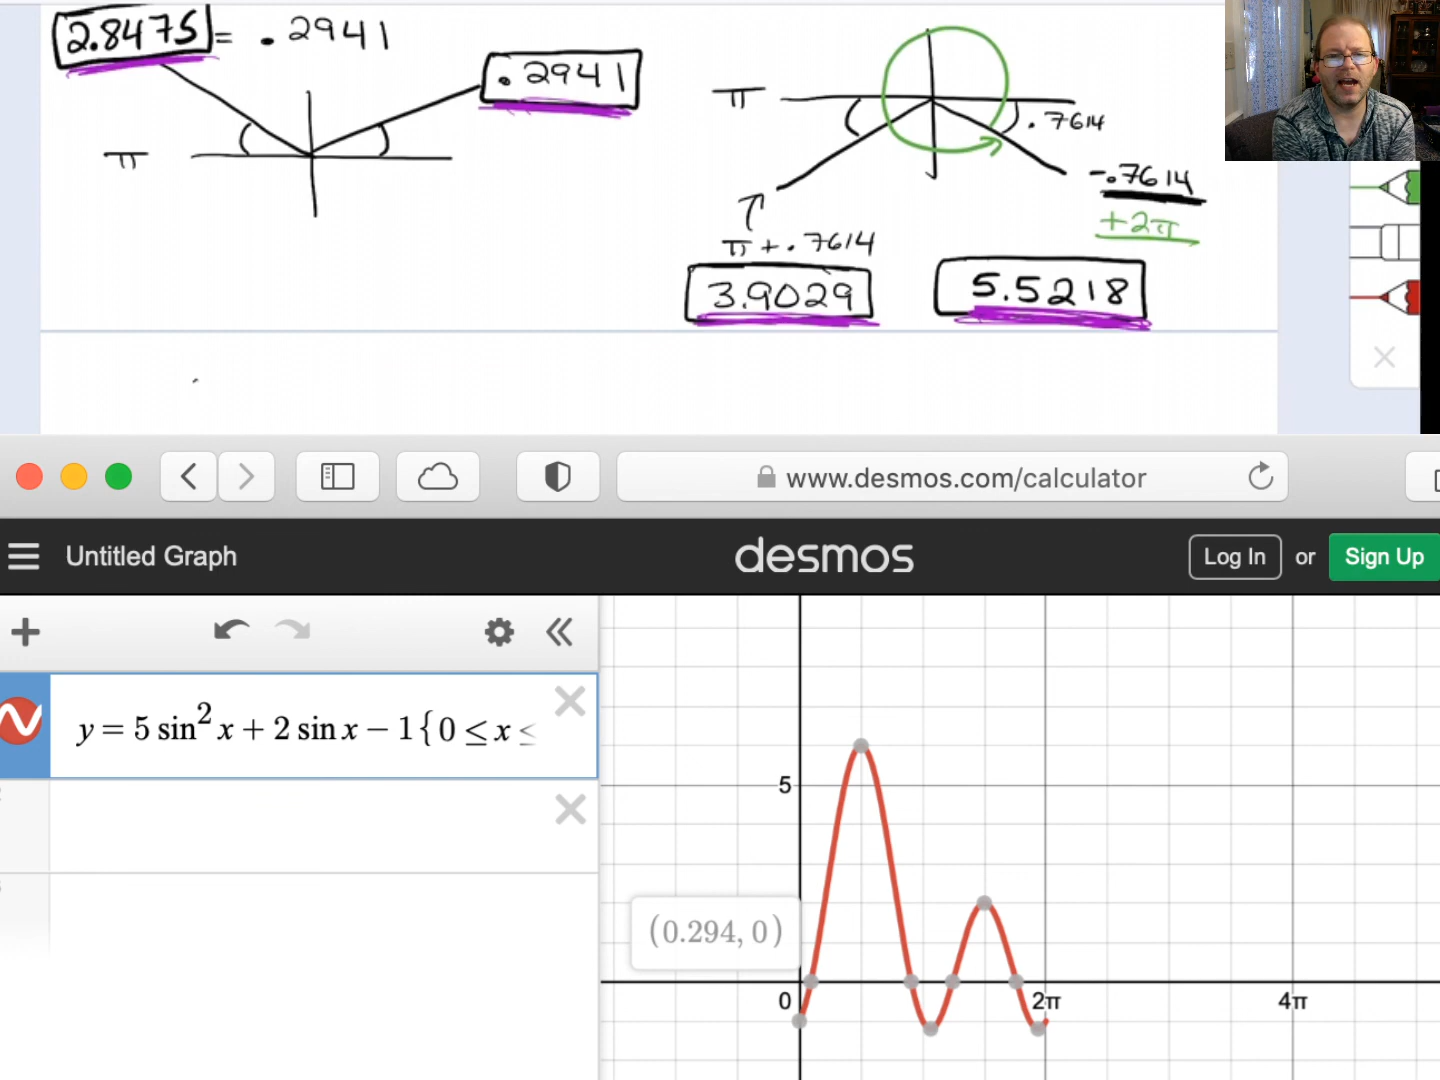 2.8475 = .2941
.2941
π
π
.7614
-.7614
+2π
π + .7614
3.9029
5.5218
www.desmos.com/calculator
Untitled Graph
desmos
Log In or Sign Up
y = 5 sin² x + 2 sin x − 1 {0 ≤ x ≤
5
(0.294, 0)
0
2π
4π